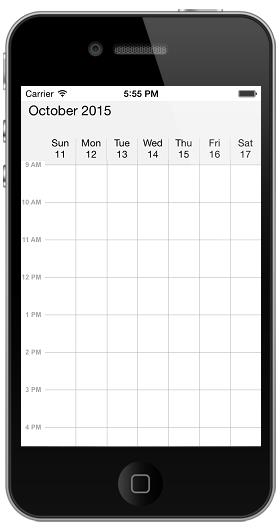 Carrier 5:55 PM
October 2015
Sun Mon Tue Wed Thu Fri Sat
11 12 13 14 15 16 17
9 AM
10 AM
11 AM
12 PM
1 PM
2 PM
3 PM
4 PM